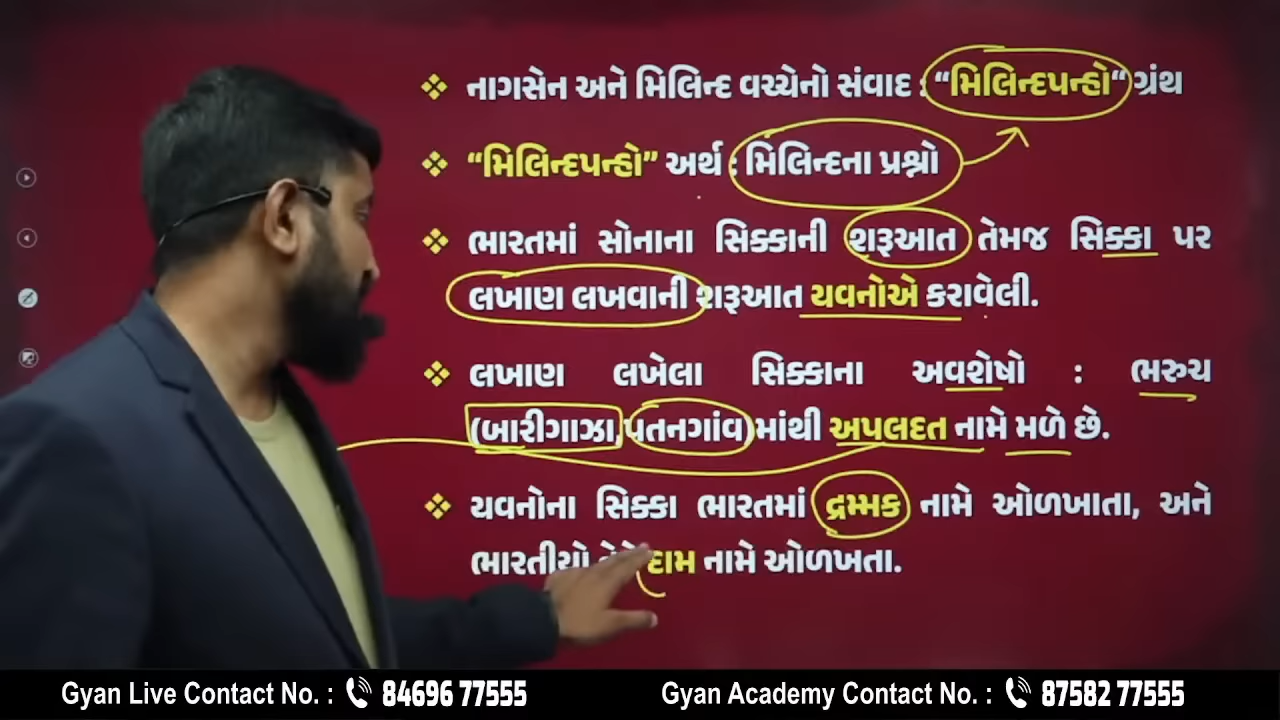 ❖ નાગસેન અને મિલિન્દ વચ્ચેનો સંવાદ : “મિલિન્દપન્હો“ ગ્રંથ
❖ “મિલિન્દપન્હો” અર્થ : મિલિન્દના પ્રશ્નો
❖ ભારતમાં સોનાના સિક્કાની શરૂઆત તેમજ સિક્કા પર
લખાણ લખવાની શરૂઆત યવનોએ કરાવેલી.
❖ લખાણ લખેલા સિક્કાના અવશેષો : ભરુચ
(બારીગાઝા, પતનગાંવ)માંથી અપલદત નામે મળે છે.
❖ યવનોના સિક્કા ભારતમાં દ્રમ્મક નામે ઓળખાતા, અને
ભારતીયો દામ નામે ઓળખતા.
Gyan Live Contact No. : 84696 77555
Gyan Academy Contact No. : 87582 77555